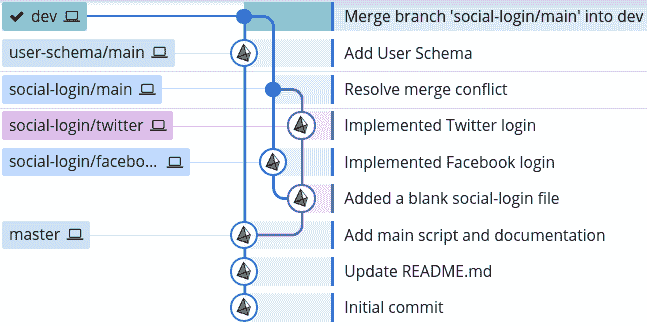 dev Merge branch 'social-login/main' into dev
user-schema/main Add User Schema
social-login/main Resolve merge conflict
social-login/twitter Implemented Twitter login
social-login/facebo... Implemented Facebook login
Added a blank social-login file
master Add main script and documentation
Update README.md
Initial commit